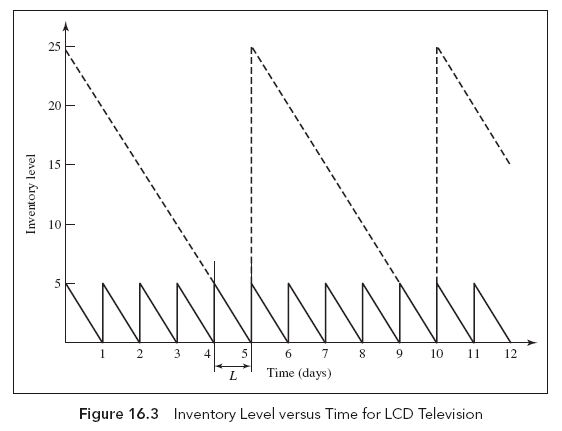 Inventory level
25
20
15
10
5
1 2 3 4 5 6 7 8 9 10 11 12
L
Time (days)
Figure 16.3 Inventory Level versus Time for LCD Television